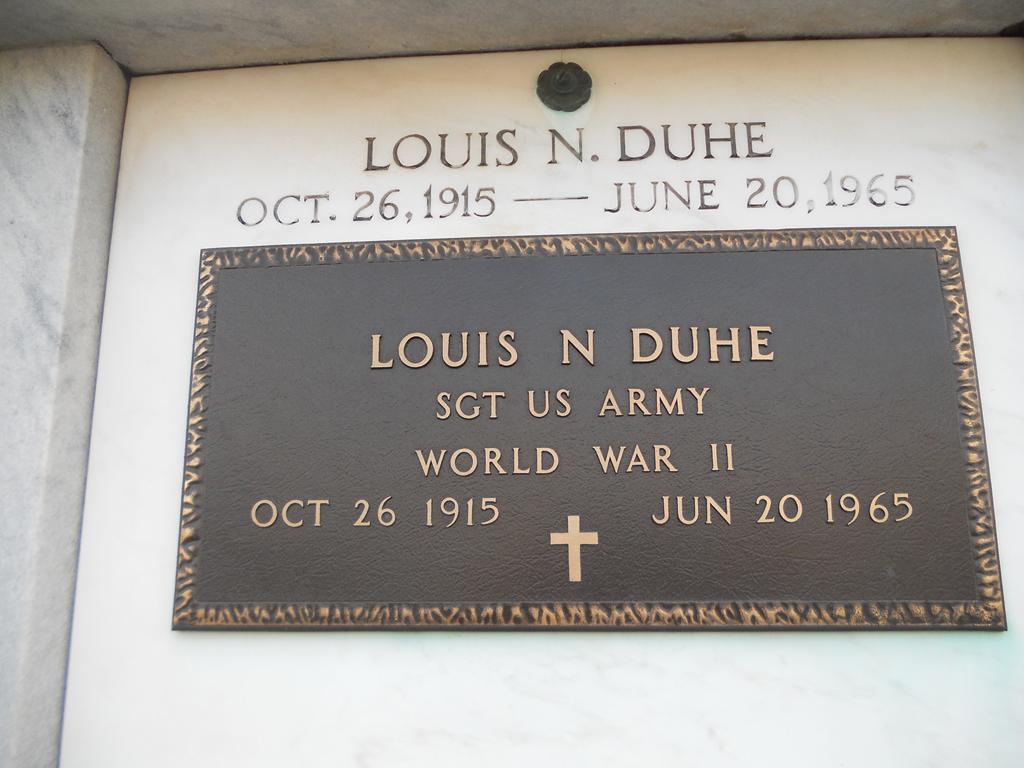 LOUIS N. DUHE
OCT. 26, 1915 — JUNE 20, 1965
LOUIS N DUHE
SGT US ARMY
WORLD WAR II
OCT 26 1915 JUN 20 1965